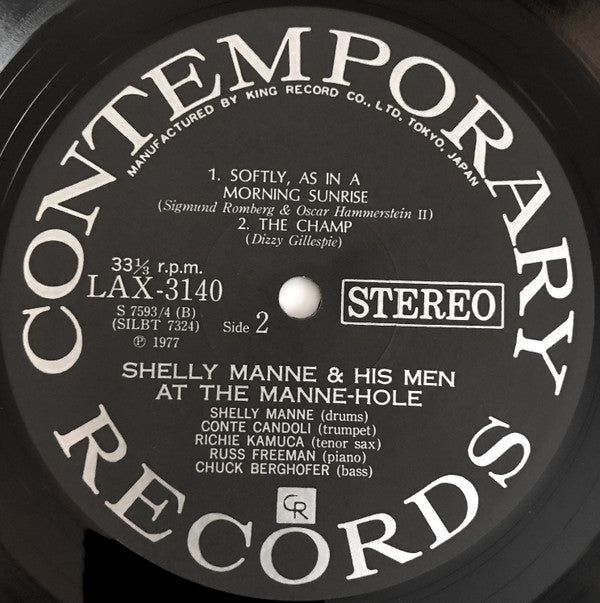 CONTEMPORARY
MANUFACTURED BY KING RECORD CO., LTD. TOKYO, JAPAN
1. SOFTLY, AS IN A
MORNING SUNRISE
(Sigmund Romberg & Oscar Hammerstein II)
2. THE CHAMP
(Dizzy Gillespie)
33⅓ r.p.m.
LAX-3140
S 7593/4 (B)
(SILBT 7324)
Ⓟ 1977
Side 2
STEREO
SHELLY MANNE & HIS MEN
AT THE MANNE-HOLE
SHELLY MANNE (drums)
CONTE CANDOLI (trumpet)
RICHIE KAMUCA (tenor sax)
RUSS FREEMAN (piano)
CHUCK BERGHOFER (bass)
CR
RECORDS